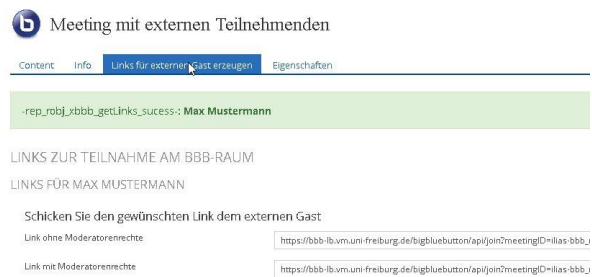 b Meeting mit externen Teilnehmenden
Content Info Links für externen Gast erzeugen Eigenschaften
-rep_robj_xbbb_getLinks_sucess-: Max Mustermann
LINKS ZUR TEILNAHME AM BBB-RAUM
LINKS FÜR MAX MUSTERMANN
Schicken Sie den gewünschten Link dem externen Gast
Link ohne Moderatorenrechte https://bbb-lb.vm.uni-freiburg.de/bigbluebutton/api/join?meetingID=ilias-bbb_
Link mit Moderatorenrechte https://bbb-lb.vm.uni-freiburg.de/bigbluebutton/api/join?meetingID=ilias-bbb_